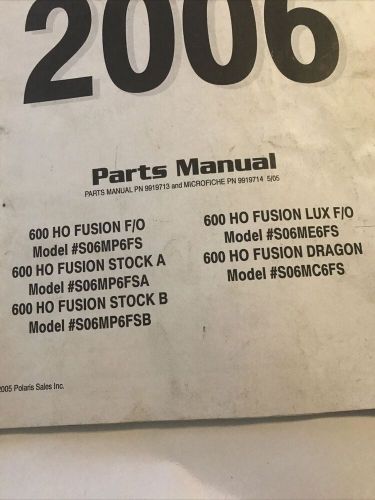 2006
Parts Manual
PARTS MANUAL PN 9919713 and MICROFICHE PN 9919714 5/05
600 HO FUSION F/O
Model #S06MP6FS
600 HO FUSION STOCK A
Model #S06MP6FSA
600 HO FUSION STOCK B
Model #S06MP6FSB
600 HO FUSION LUX F/O
Model #S06ME6FS
600 HO FUSION DRAGON
Model #S06MC6FS
2005 Polaris Sales Inc.